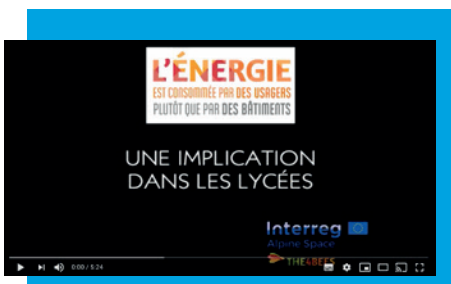 L'ÉNERGIE
EST CONSOMMÉE PAR DES USAGERS
PLUTÔT QUE PAR DES BÂTIMENTS
UNE IMPLICATION
DANS LES LYCÉES
Interreg
Alpine Space
THE4BEES
0:00 / 5:24